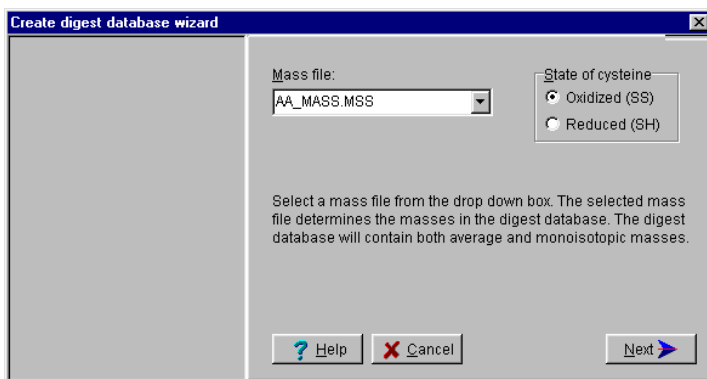 Create digest database wizard
Mass file:
AA_MASS.MSS
State of cysteine
Oxidized (SS)
Reduced (SH)
Select a mass file from the drop down box. The selected mass
file determines the masses in the digest database. The digest
database will contain both average and monoisotopic masses.
? Help
Cancel
Next